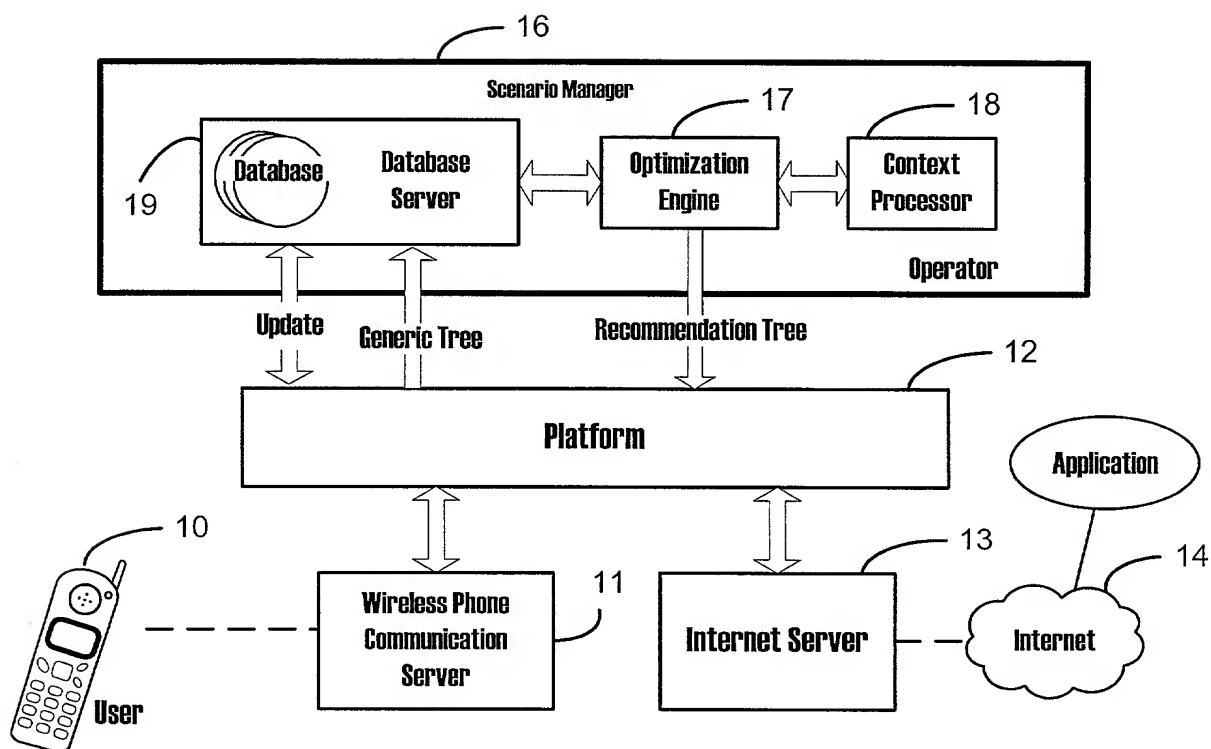 16
Scenario Manager
17
18
19
Database
Database
Server
Optimization
Engine
Context
Processor
Operator
Update
Generic Tree
Recommendation Tree
12
Platform
Application
10
13
14
Wireless Phone
Communication
Server
11
Internet Server
Internet
User